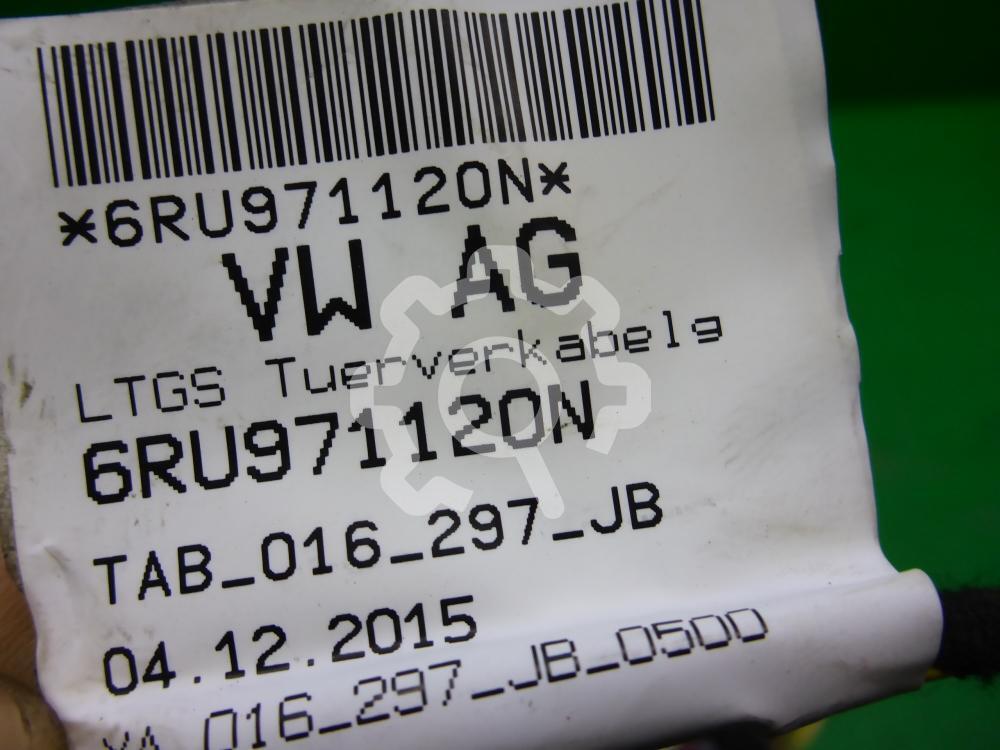 *6RU971120N*
VW AG
LTGS Tuerverkabelg
6RU971120N
TAB_016_297_JB
04.12.2015
016_297_JB_0500